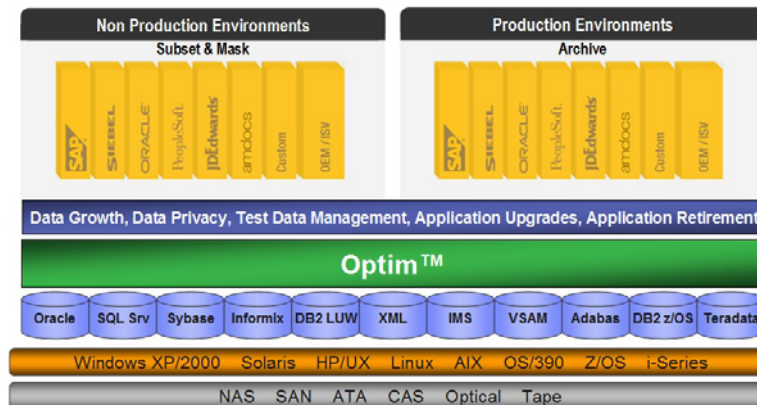 Non Production Environments
Subset & Mask
SAP
SIEBEL
ORACLE
PeopleSoft.
JDEdwards
amdocs
Custom
OEM / ISV
Production Environments
Archive
SAP
SIEBEL
ORACLE
PeopleSoft.
JDEdwards
amdocs
Custom
OEM / ISV
Data Growth, Data Privacy, Test Data Management, Application Upgrades, Application Retirement
Optim™
Oracle SQL Srv Sybase Informix DB2 LUW XML IMS VSAM Adabas DB2 z/OS Teradata
Windows XP/2000 Solaris HP/UX Linux AIX OS/390 Z/OS i-Series
NAS SAN ATA CAS Optical Tape